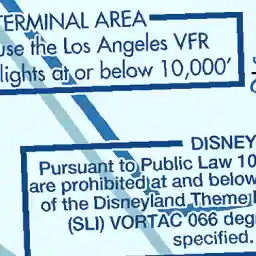 TERMINAL AREA
use the Los Angeles VFR
lights at or below 10,000'
DISNEY
Pursuant to Public Law 10
are prohibited at and below
of the Disneyland Theme
(SLI) VORTAC 066 deg
specified.